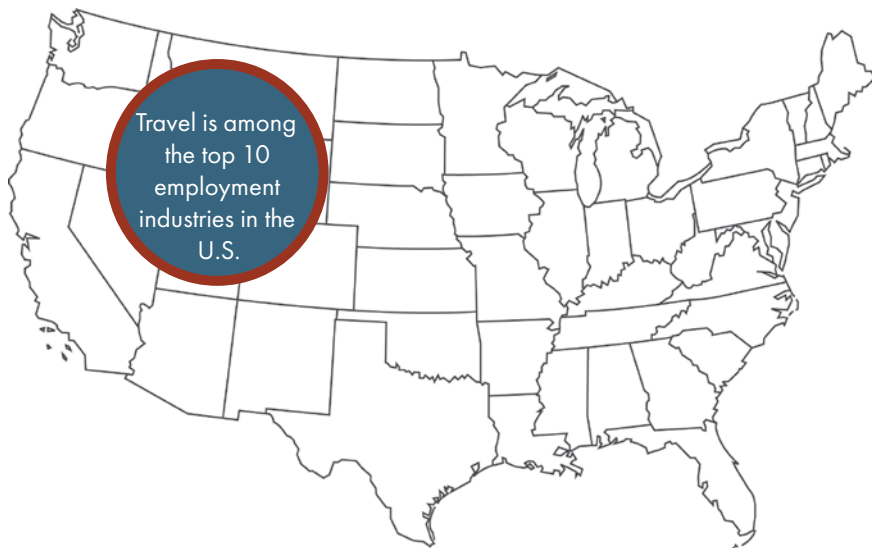 Travel is among
the top 10
employment
industries in the
U.S.